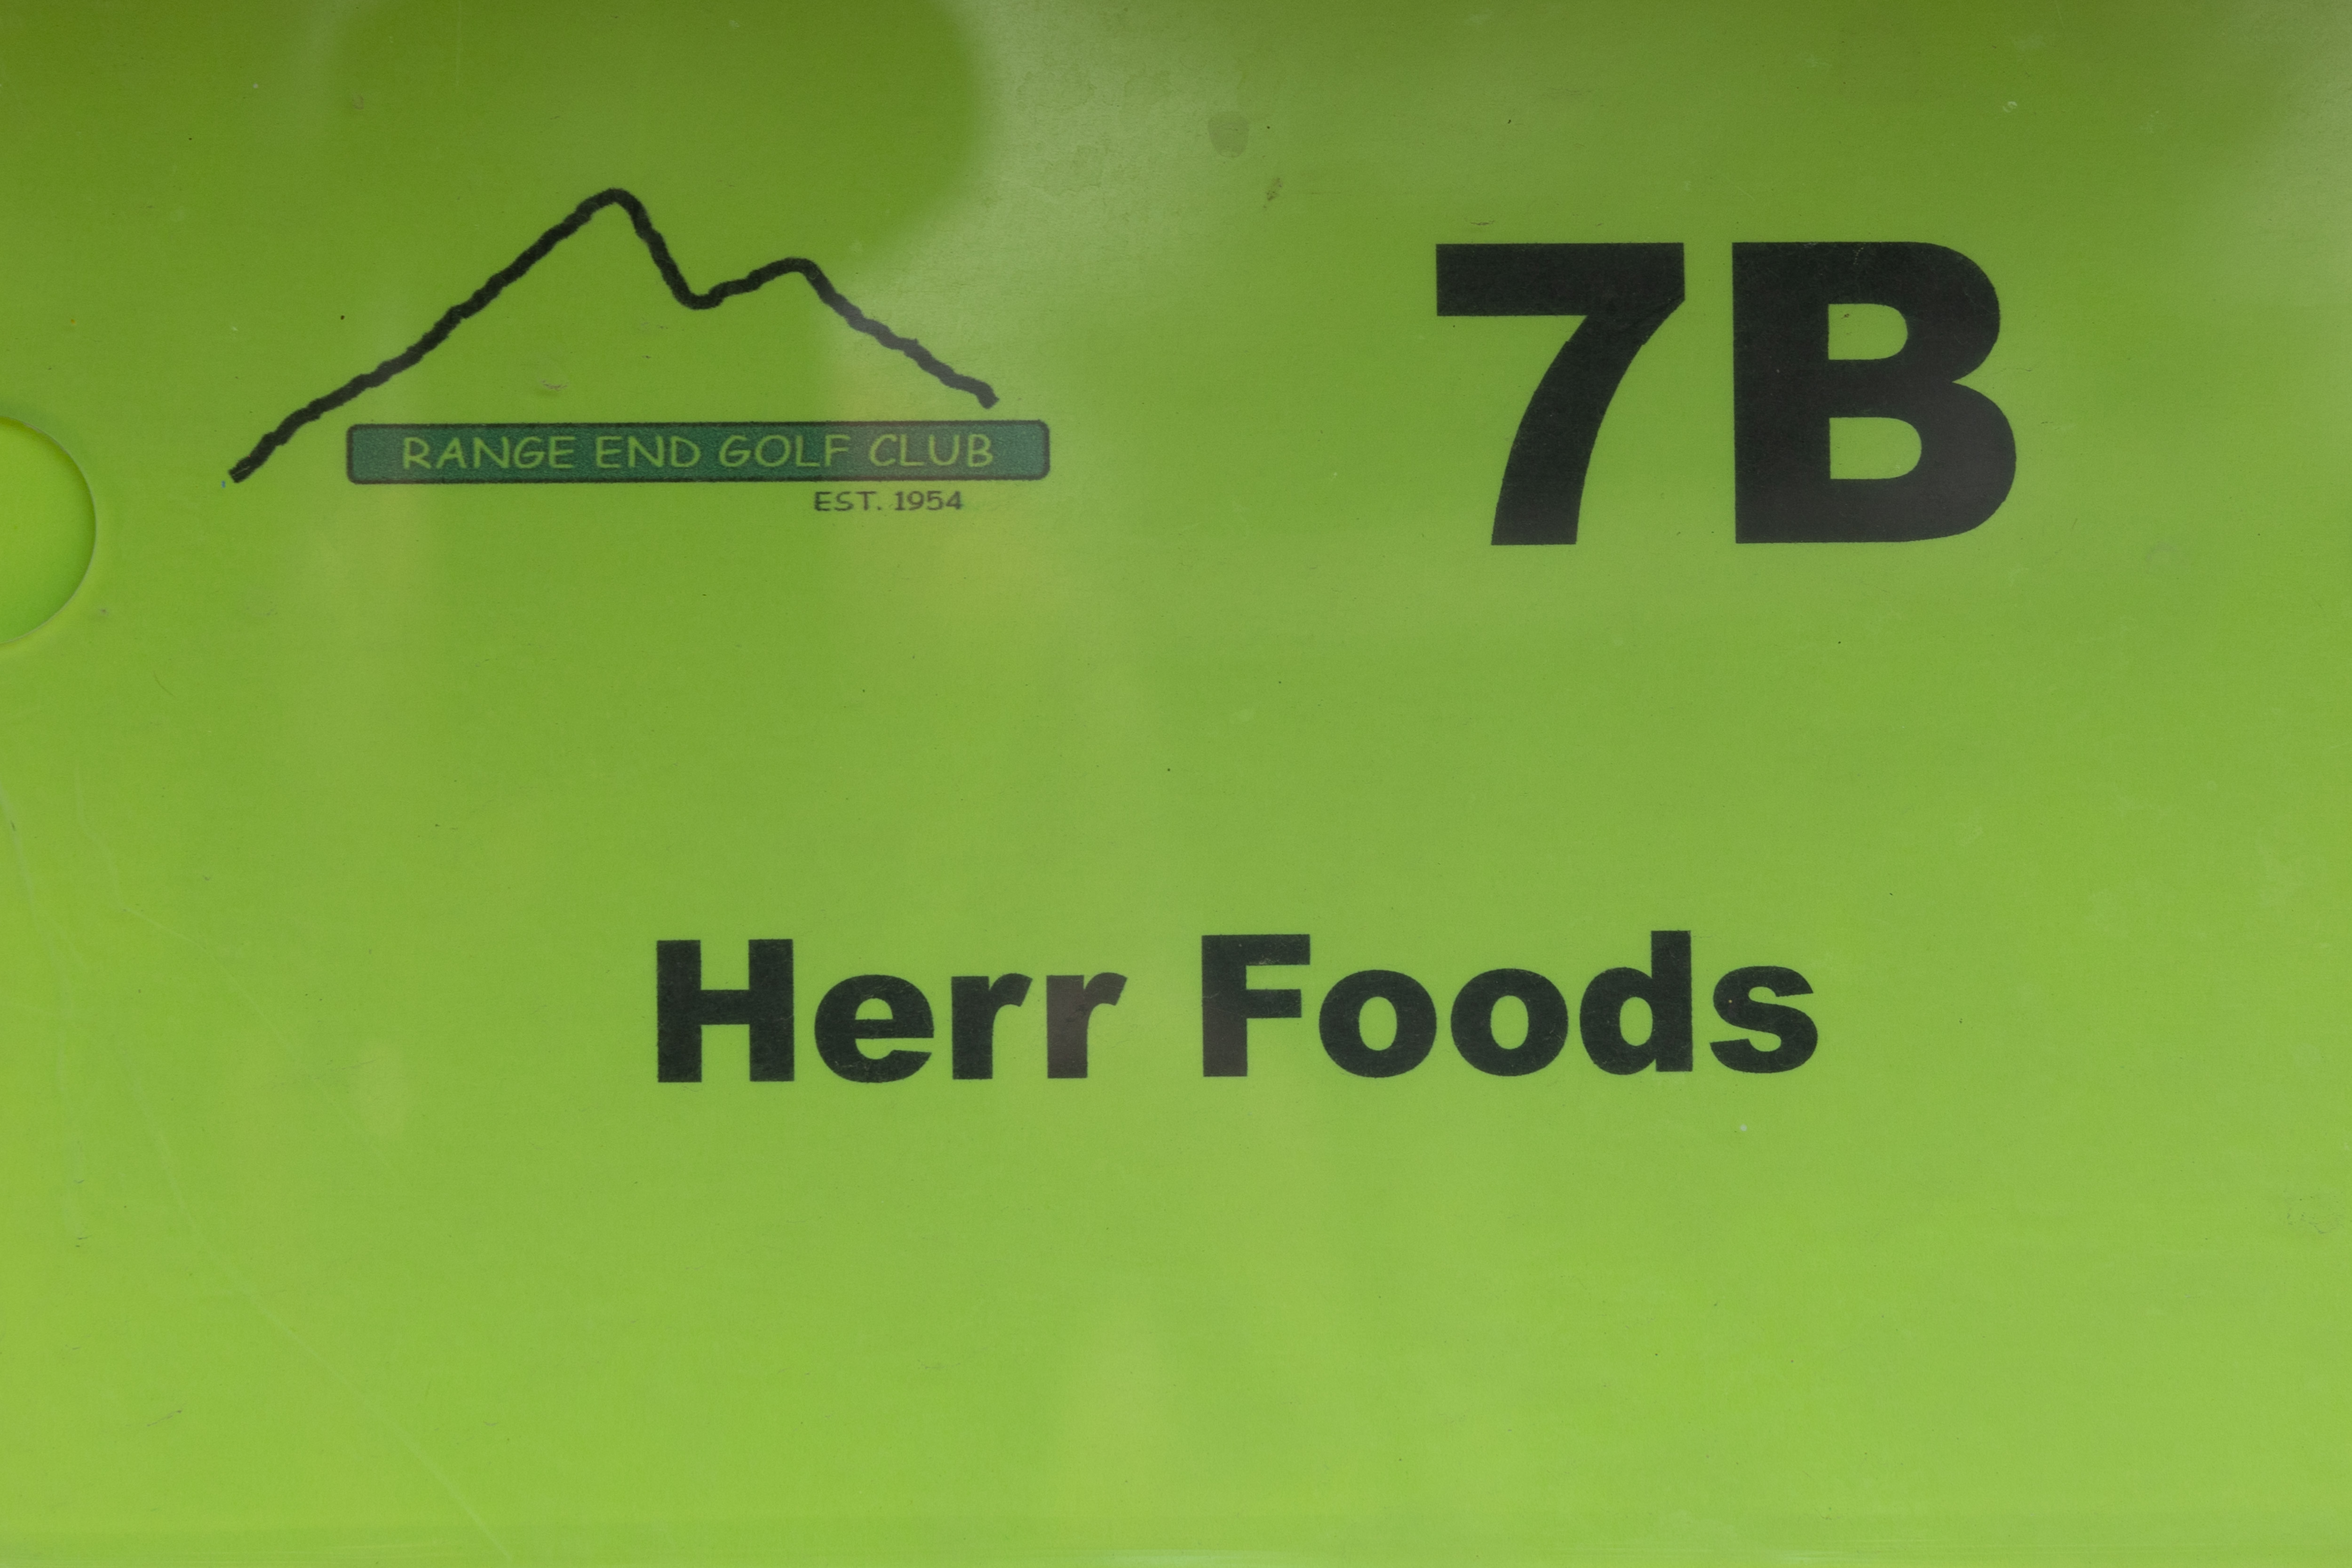 RANGE END GOLF CLUB
EST. 1954
7B
Herr Foods